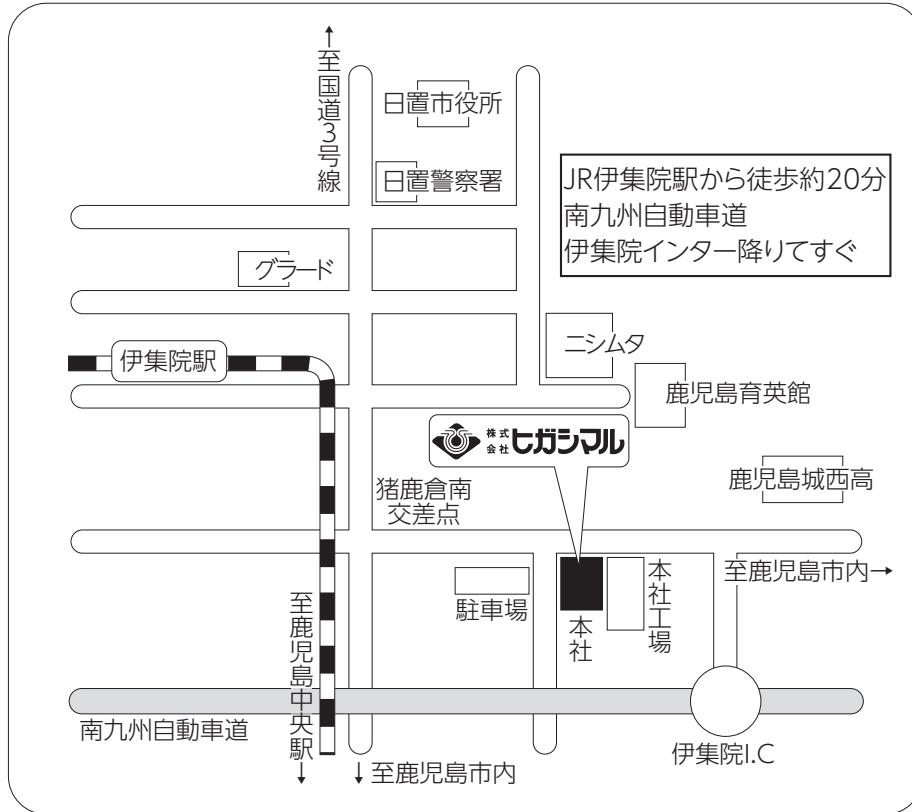 ↑至国道3号線
日置市役所
日置警察署
JR伊集院駅から徒歩約20分
南九州自動車道
伊集院インター降りてすぐ
グラード
ニシムタ
伊集院駅
鹿児島育英館
株式会社ヒガシマル
鹿児島城西高
猪鹿倉南
交差点
至鹿児島市内→
駐車場
本社
本社工場
至鹿児島中央駅↓
南九州自動車道
伊集院I.C
↓至鹿児島市内